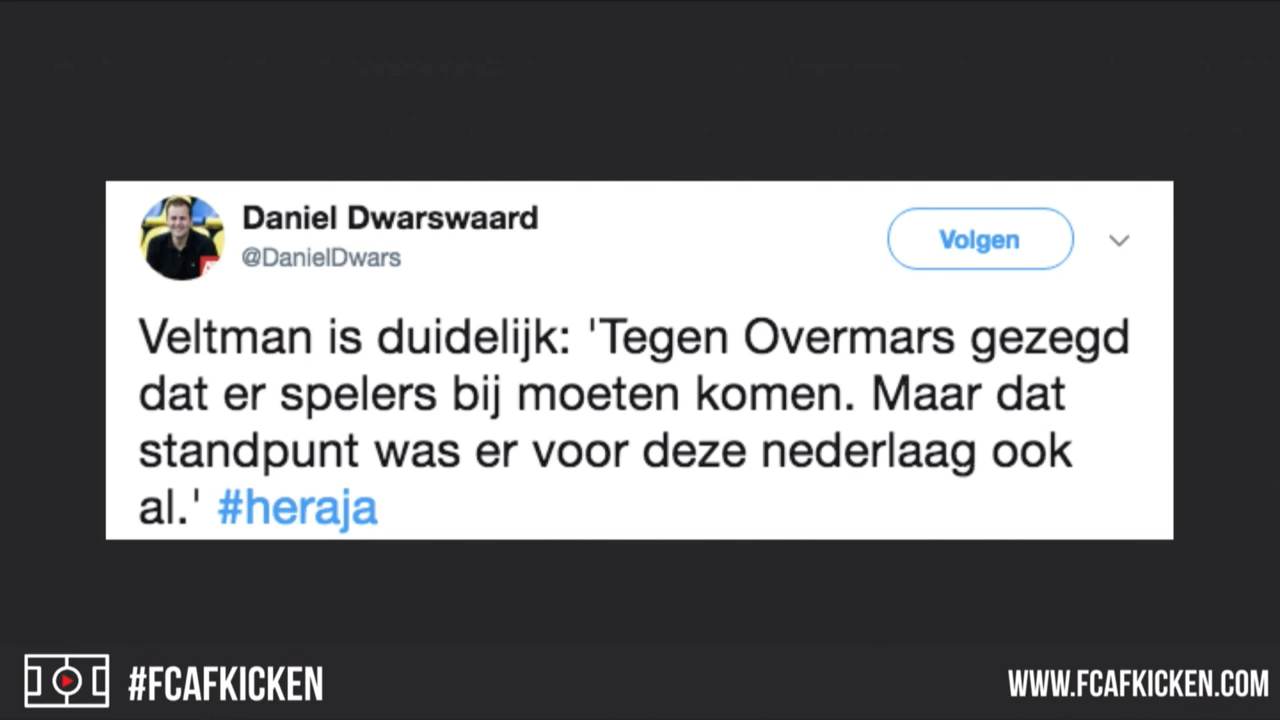 Daniel Dwarswaard
@DanielDwars
Volgen
Veltman is duidelijk: 'Tegen Overmars gezegd
dat er spelers bij moeten komen. Maar dat
standpunt was er voor deze nederlaag ook
al.' #heraja
#FCAFKICKEN
WWW.FCAFKICKEN.COM